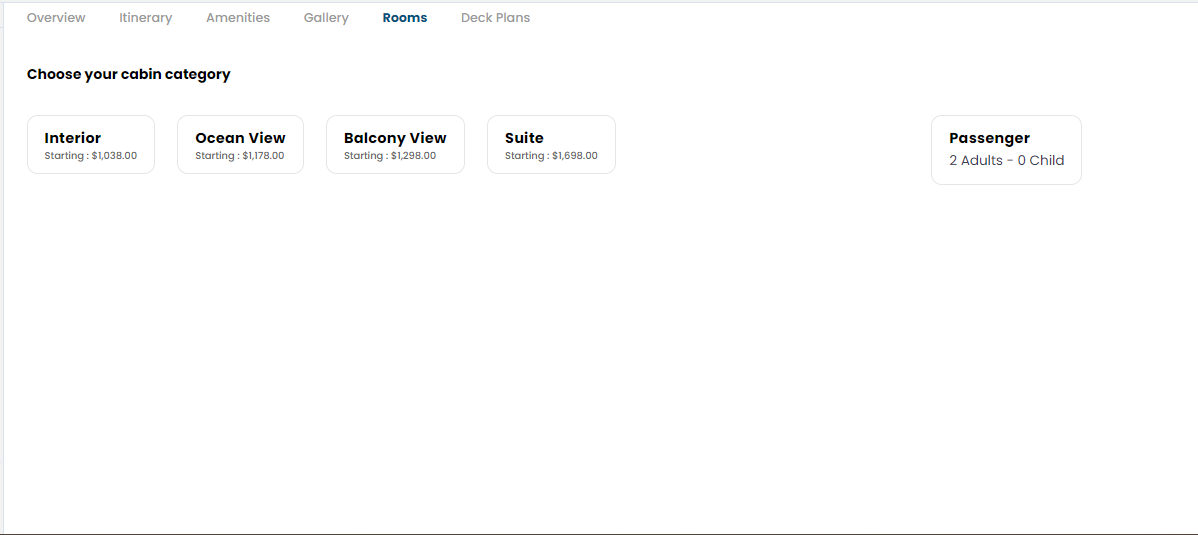 Overview Itinerary Amenities Gallery Rooms Deck Plans
Choose your cabin category
Interior
Starting : $1,038.00
Ocean View
Starting : $1,178.00
Balcony View
Starting : $1,298.00
Suite
Starting : $1,698.00
Passenger
2 Adults - 0 Child